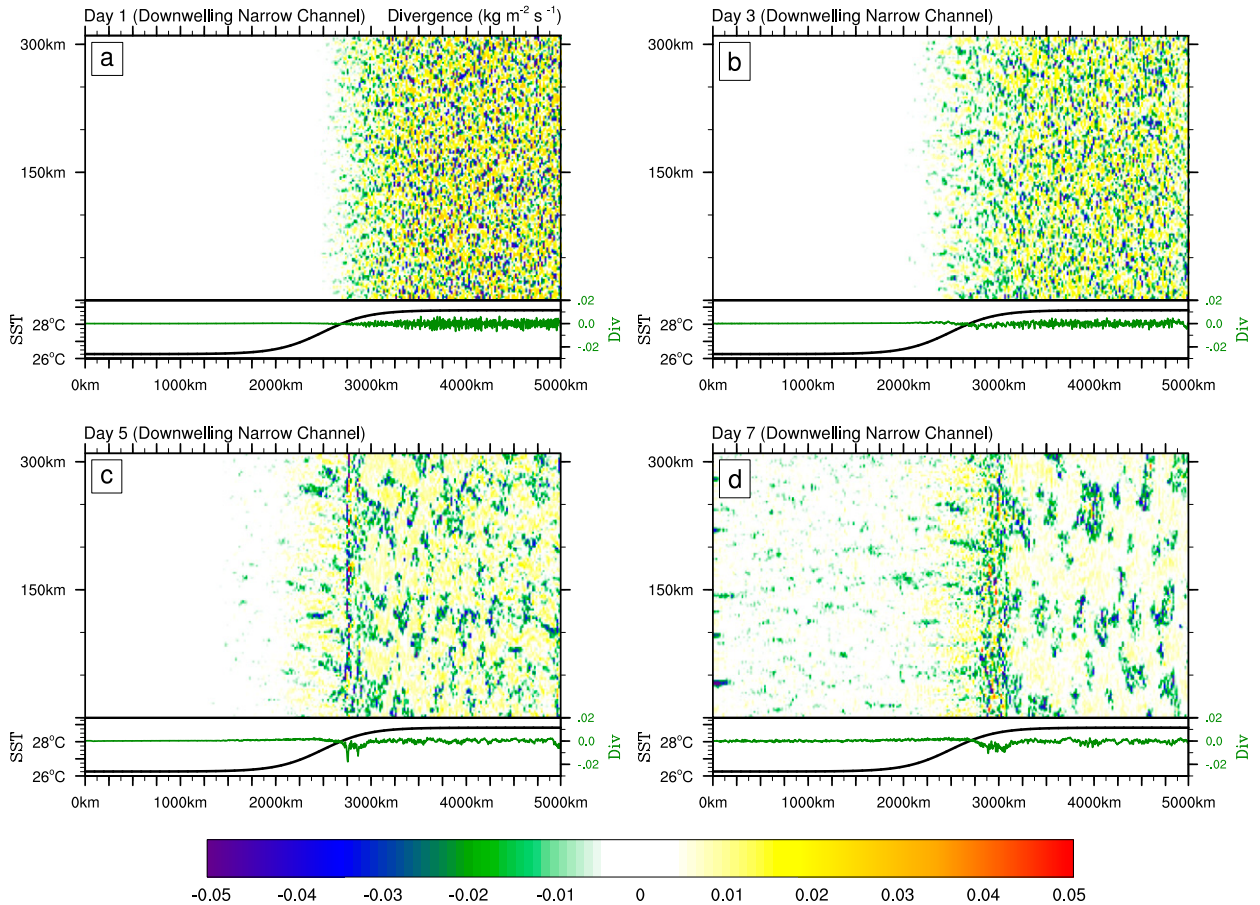 Day 1 (Downwelling Narrow Channel) Divergence (kg m⁻² s⁻¹)
300km
a
150km
SST
28°C
26°C
.02
0.0
-.02
Div
0km 1000km 2000km 3000km 4000km 5000km
Day 3 (Downwelling Narrow Channel)
300km
b
150km
SST
28°C
26°C
.02
0.0
-.02
Div
0km 1000km 2000km 3000km 4000km 5000km
Day 5 (Downwelling Narrow Channel)
300km
c
150km
SST
28°C
26°C
.02
0.0
-.02
Div
0km 1000km 2000km 3000km 4000km 5000km
Day 7 (Downwelling Narrow Channel)
300km
d
150km
SST
28°C
26°C
.02
0.0
-.02
Div
0km 1000km 2000km 3000km 4000km 5000km
-0.05 -0.04 -0.03 -0.02 -0.01 0 0.01 0.02 0.03 0.04 0.05